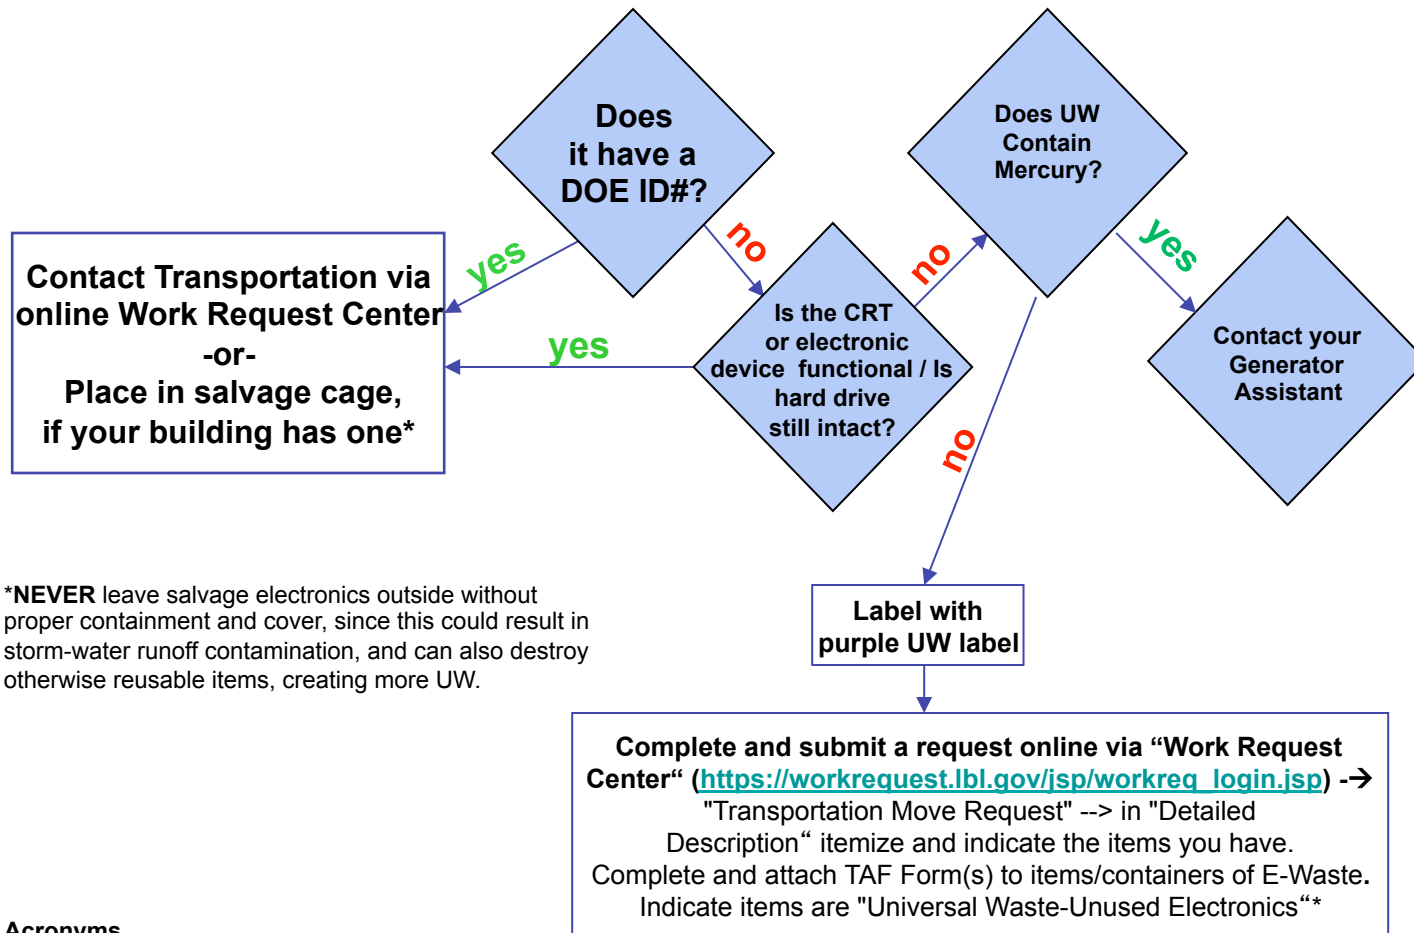 Does
it have a
DOE ID#?
Does UW
Contain
Mercury?
yes
no
no
yes
Contact Transportation via
online Work Request Center
-or-
Place in salvage cage,
if your building has one*
yes
Is the CRT
or electronic
device functional / Is
hard drive
still intact?
Contact your
Generator
Assistant
no
*NEVER leave salvage electronics outside without
proper containment and cover, since this could result in
storm-water runoff contamination, and can also destroy
otherwise reusable items, creating more UW.
Label with
purple UW label
Complete and submit a request online via “Work Request
Center“ (https://workrequest.lbl.gov/jsp/workreq_login.jsp) -→
"Transportation Move Request" --> in "Detailed
Description“ itemize and indicate the items you have.
Complete and attach TAF Form(s) to items/containers of E-Waste.
Indicate items are "Universal Waste-Unused Electronics“*
Acronyms